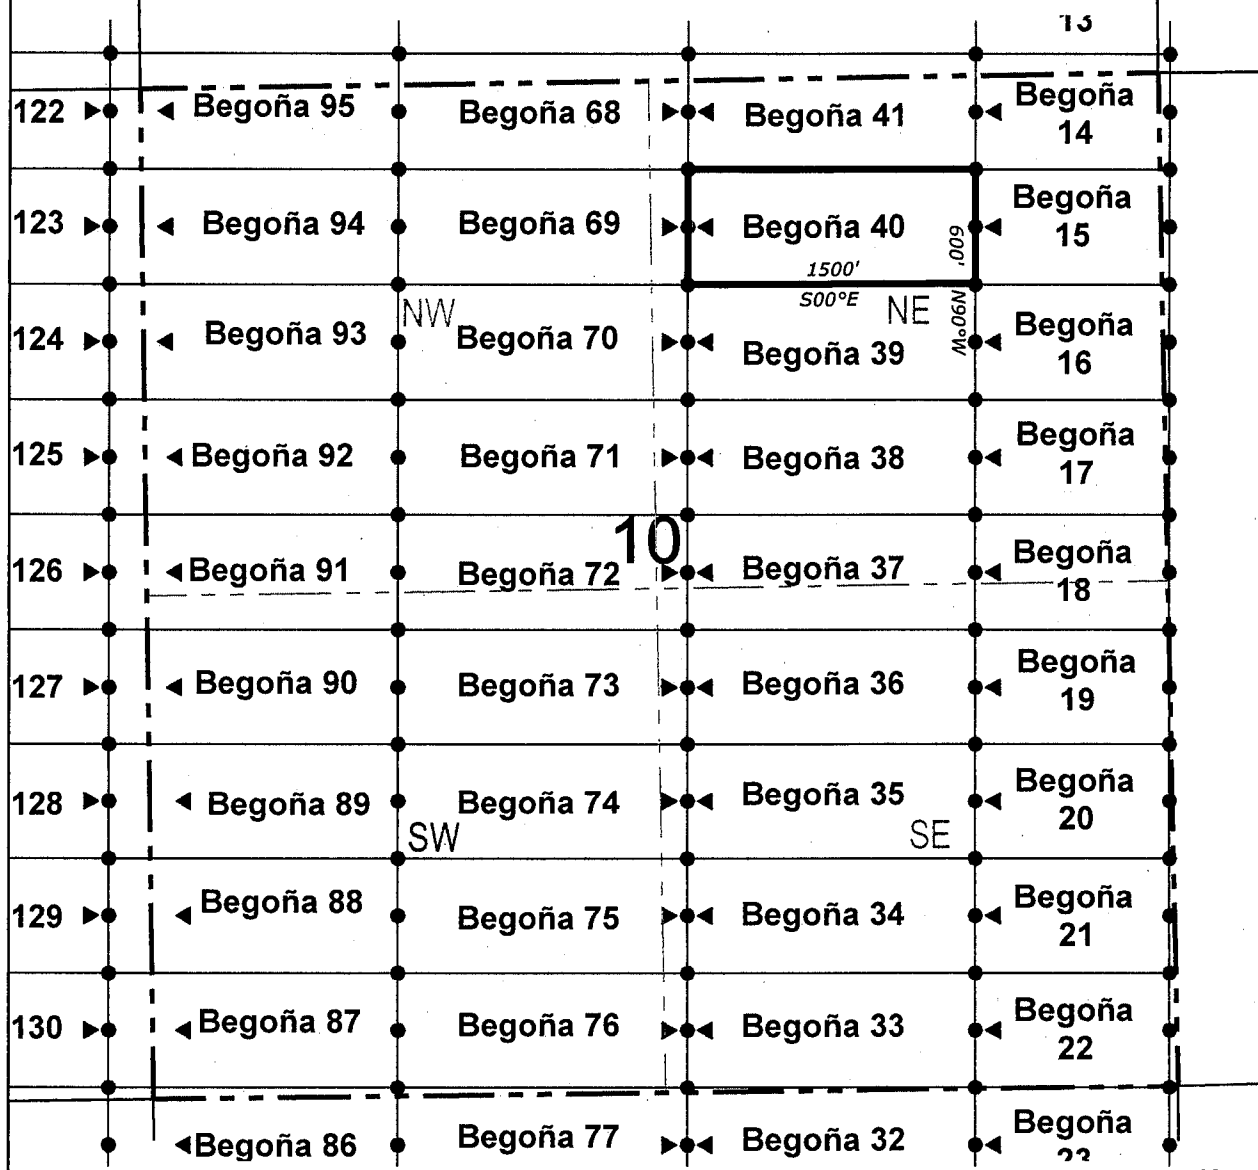 13
122 Begoña 95 Begoña 68 Begoña 41 Begoña
14
123 Begoña 94 Begoña 69 Begoña 40 Begoña
15
600'
1500'
S00°E
N90°W
NW
NE
124 Begoña 93 Begoña 70 Begoña 39 Begoña
16
125 Begoña 92 Begoña 71 Begoña 38 Begoña
17
10
126 Begoña 91 Begoña 72 Begoña 37 Begoña
18
127 Begoña 90 Begoña 73 Begoña 36 Begoña
19
128 Begoña 89 Begoña 74 Begoña 35 Begoña
20
SW
SE
129 Begoña 88 Begoña 75 Begoña 34 Begoña
21
130 Begoña 87 Begoña 76 Begoña 33 Begoña
22
Begoña 86 Begoña 77 Begoña 32 Begoña
23